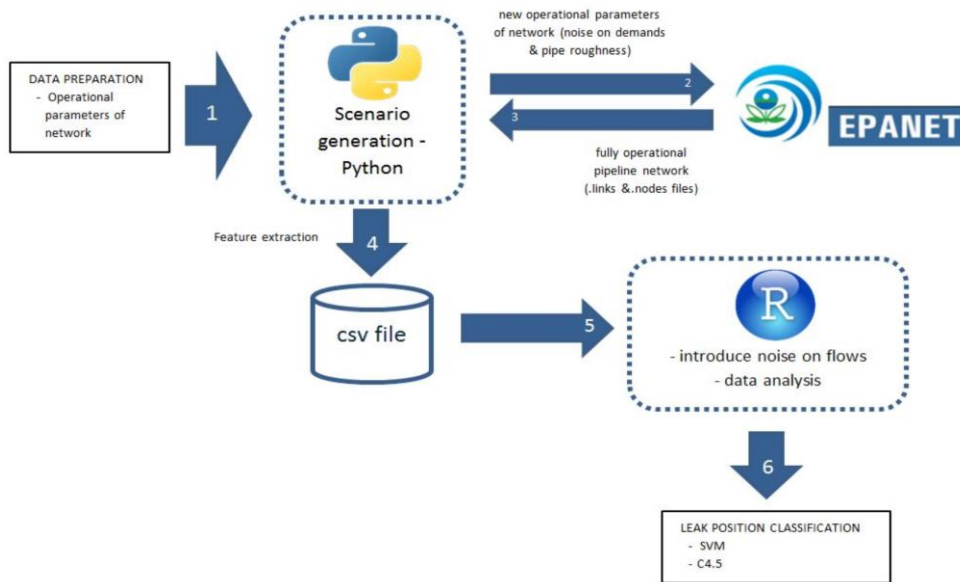 new operational parameters
of network (noise on demands
& pipe roughness)
DATA PREPARATION
- Operational
parameters of
network
1
Scenario
generation -
Python
2
3
EPANET
fully operational
pipeline network
(.links &.nodes files)
Feature extraction
4
csv file
5
R
- introduce noise on flows
- data analysis
6
LEAK POSITION CLASSIFICATION
- SVM
- C4.5